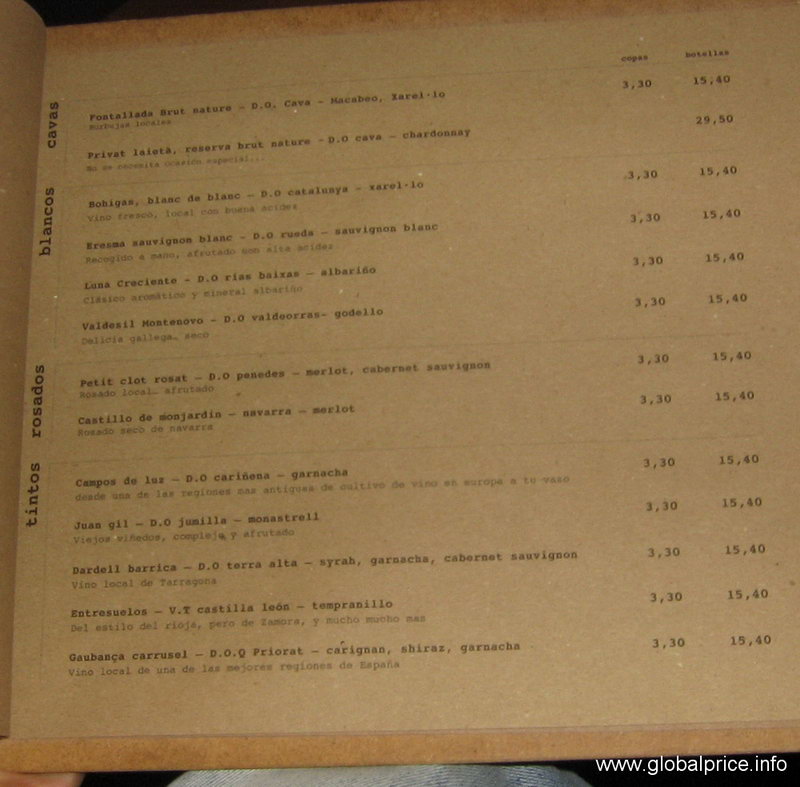 copas botellas
cavas
Fontallada Brut nature – D.O. Cava – Macabeo, Xarel·lo 3,30 15,40
Burbujas locales
Privat laietà, reserva brut nature – D.O cava – chardonnay 29,50
No se necesita ocasión especial...
blancos
Bohigas, blanc de blanc – D.O catalunya – xarel·lo 3,30 15,40
Vino fresco, local con buena acidez
Eresma sauvignon blanc – D.O rueda – sauvignon blanc 3,30 15,40
Recogido a mano, afrutado con alta acidez
Luna Creciente – D.O rias baixas – albariño 3,30 15,40
Clásico aromático y mineral albariño
Valdesil Montenovo – D.O valdeorras– godello 3,30 15,40
Delicia gallega… seco
rosados
Petit clot rosat – D.O penedes – merlot, cabernet sauvignon 3,30 15,40
Rosado local… afrutado
Castillo de monjardin – navarra – merlot 3,30 15,40
Rosado seco de navarra
tintos
Campos de luz – D.O cariñena – garnacha 3,30 15,40
desde una de las regiones mas antiguas de cultivo de vino en europa a tu vaso
Juan gil – D.O jumilla – monastrell 3,30 15,40
Viejos viñedos, complejo y afrutado
Dardell barrica – D.O terra alta – syrah, garnacha, cabernet sauvignon 3,30 15,40
Vino local de Tarragona
Entresuelos – V.T castilla león – tempranillo 3,30 15,40
Del estilo del rioja, pero de Zamora, y mucho mucho mas
Gaubança carrusel – D.O.Q Priorat – carignan, shiraz, garnacha 3,30 15,40
Vino local de una de las mejores regiones de España
www.globalprice.info